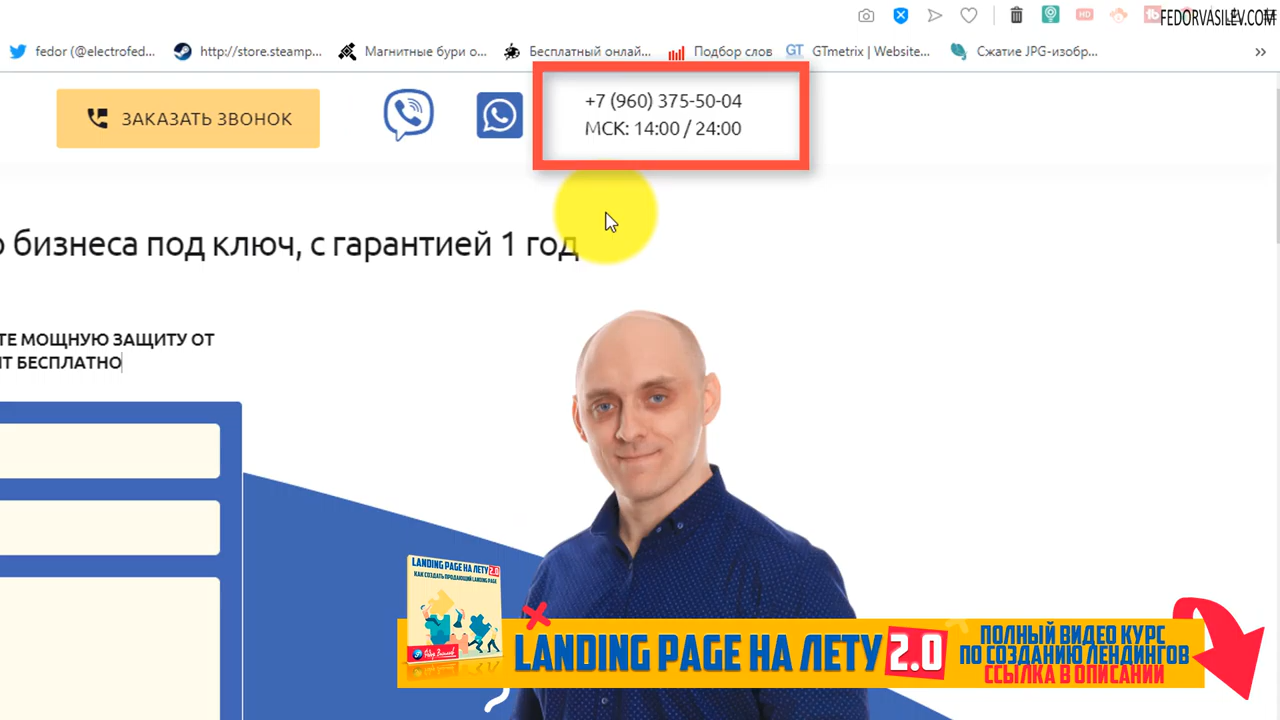 FEDORVASILEV.COM
fedor (@electrofed...
http://store.steamp...
Магнитные бури о...
Бесплатный онлай...
Подбор слов
GT
GTmetrix | Website...
Сжатие JPG-изобр...
ЗАКАЗАТЬ ЗВОНОК
+7 (960) 375-50-04
МСК: 14:00 / 24:00
о бизнеса под ключ, с гарантией 1 год
ТЕ МОЩНУЮ ЗАЩИТУ ОТ
ИТ БЕСПЛАТНО
LANDING PAGE НА ЛЕТУ 2.0
КАК СОЗДАТЬ ПРОДАЮЩИЙ LANDING PAGE
LANDING PAGE НА ЛЕТУ 2.0
ПОЛНЫЙ ВИДЕО КУРС
ПО СОЗДАНИЮ ЛЕНДИНГОВ
ССЫЛКА В ОПИСАНИИ